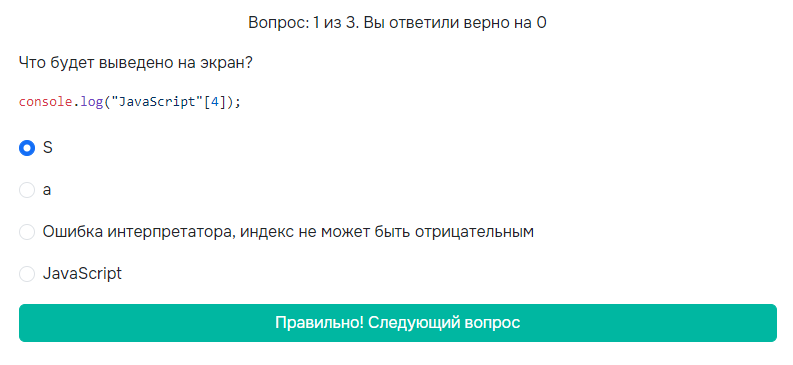 Вопрос: 1 из 3. Вы ответили верно на 0
Что будет выведено на экран?
console.log("JavaScript"[4]);
S
a
Ошибка интерпретатора, индекс не может быть отрицательным
JavaScript
Правильно! Следующий вопрос